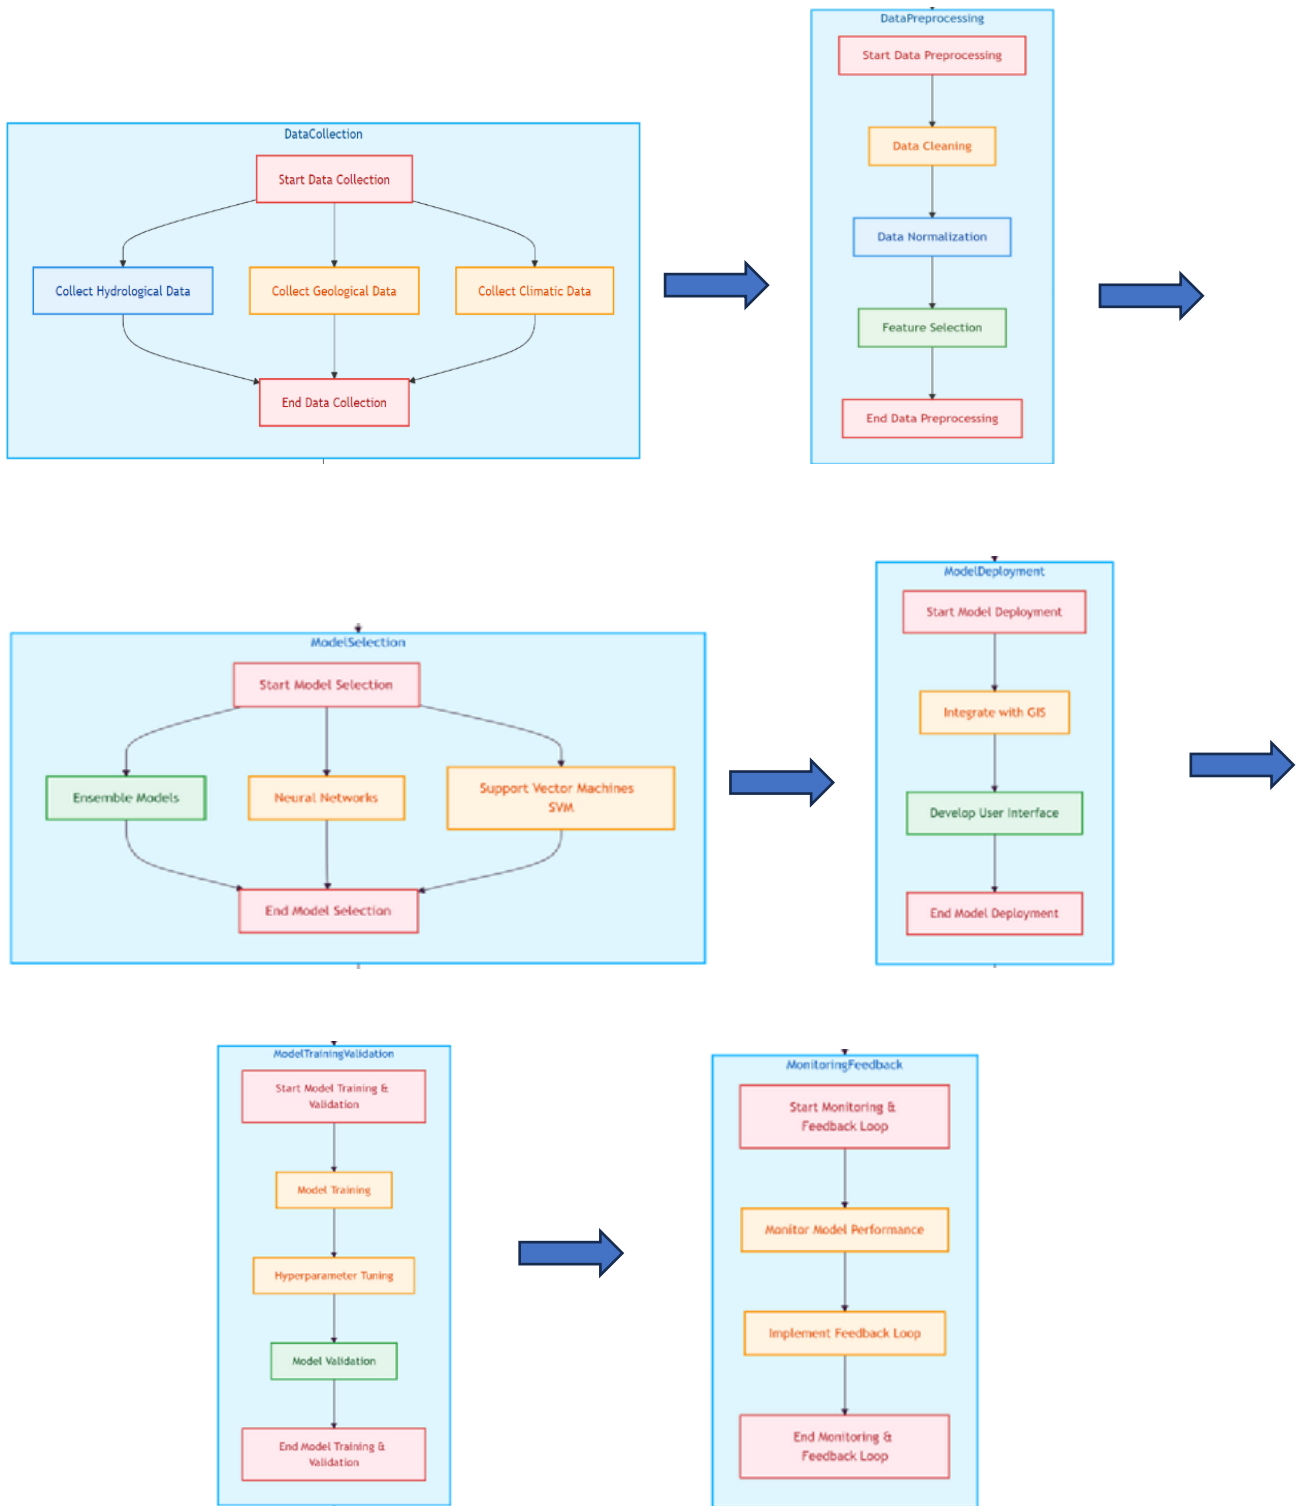 DataCollection
Start Data Collection
Collect Hydrological Data
Collect Geological Data
Collect Climatic Data
End Data Collection
DataPreprocessing
Start Data Preprocessing
Data Cleaning
Data Normalization
Feature Selection
End Data Preprocessing
ModelSelection
Start Model Selection
Ensemble Models
Neural Networks
Support Vector Machines
SVM
End Model Selection
ModelDeployment
Start Model Deployment
Integrate with GIS
Develop User Interface
End Model Deployment
ModelTrainingValidation
Start Model Training &
Validation
Model Training
Hyperparameter Tuning
Model Validation
End Model Training &
Validation
MonitoringFeedback
Start Monitoring &
Feedback Loop
Monitor Model Performance
Implement Feedback Loop
End Monitoring &
Feedback Loop